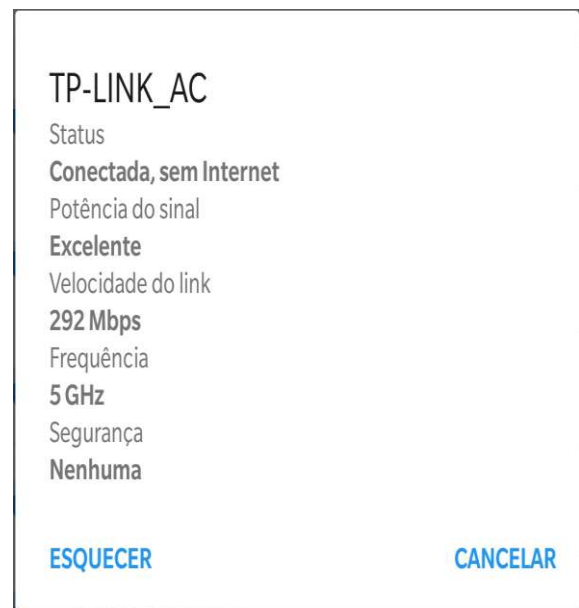 TP-LINK_AC
Status
Conectada, sem Internet
Potência do sinal
Excelente
Velocidade do link
292 Mbps
Frequência
5 GHz
Segurança
Nenhuma
ESQUECER CANCELAR